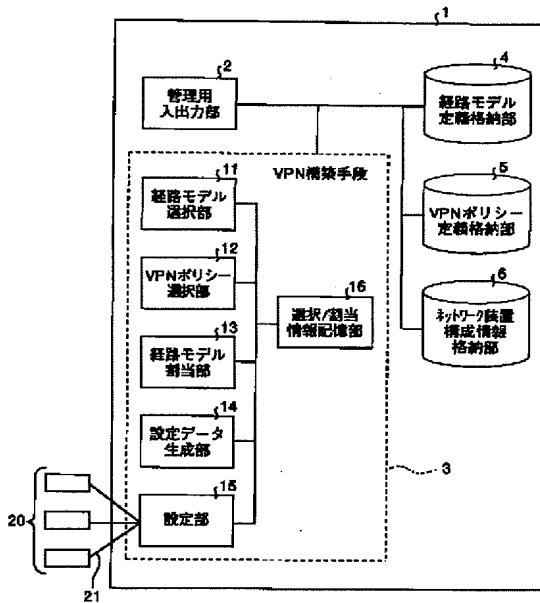 1
2
管理用
入出力部
4
経路モデル
定義格納部
VPN構築手段
5
VPNポリシー
定義格納部
11
経路モデル
選択部
12
VPNポリシー
選択部
6
ネットワーク装置
構成情報
格納部
16
選択/割当
情報記憶部
13
経路モデル
割当部
14
設定データ
生成部
15
設定部
3
20
21